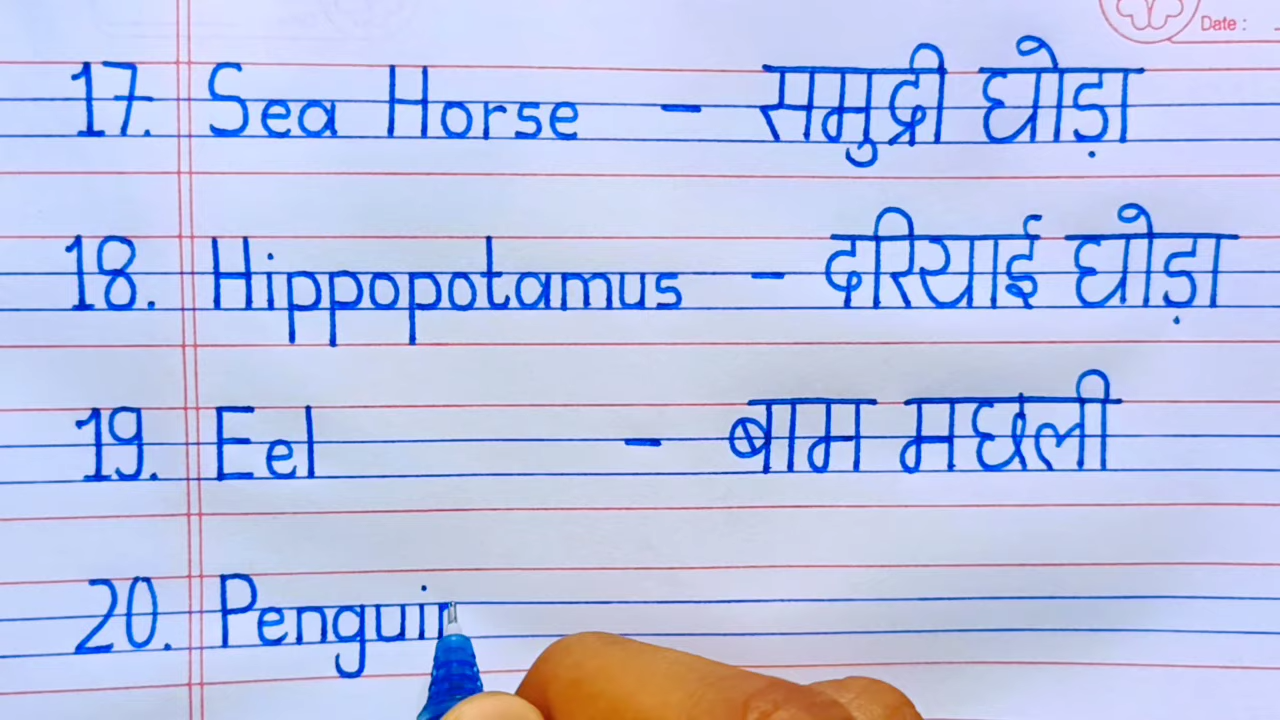 Date :
17. Sea Horse - समुद्री घोड़ा
18. Hippopotamus - दरियाई घोड़ा
19. Eel - बाम मछली
20. Penguin